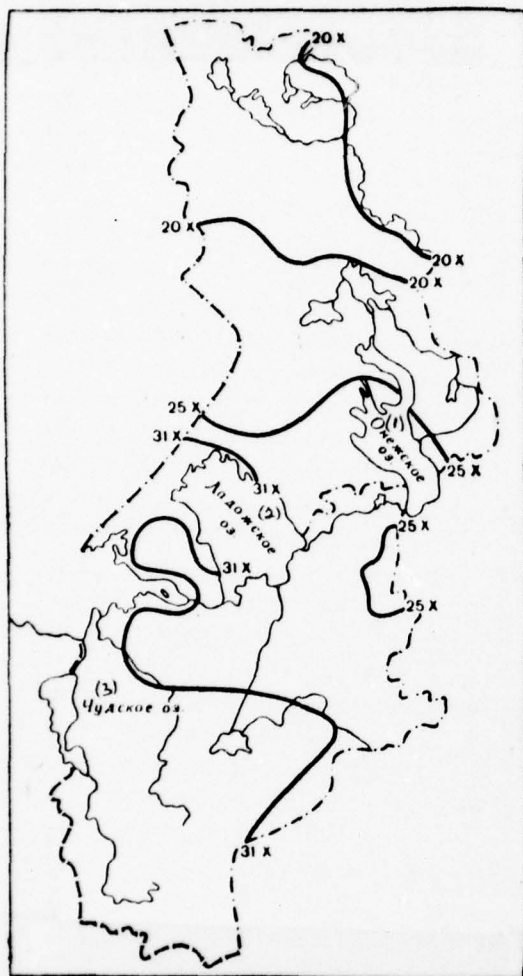 20 X
20 X
20 X
20 X
25 X
31 X
(1)
Онежское
оз.
25 X
31 X
(2)
Ладожское
оз.
25 X
31 X
25 X
(3)
Чудское оз.
31 X